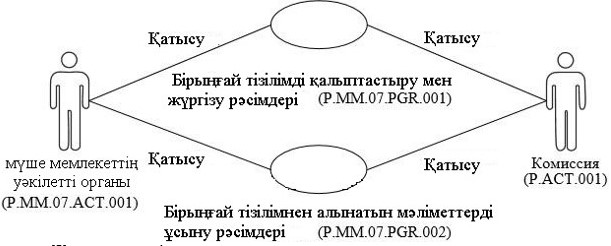 Қатысу Қатысу
Бірыңғай тізілімді қалыптастыру мен
жүргізу рәсімдері (P.MM.07.PGR.001)
Қатысу Қатысу
мүше мемлекеттің
уәкілетті органы
(P.MM.07.ACT.001)
Комиссия
(P.ACT.001)
Бірыңғай тізілімнен алынатын мәліметтерді
ұсыну рәсімдері (P.MM.07.PGR.002)